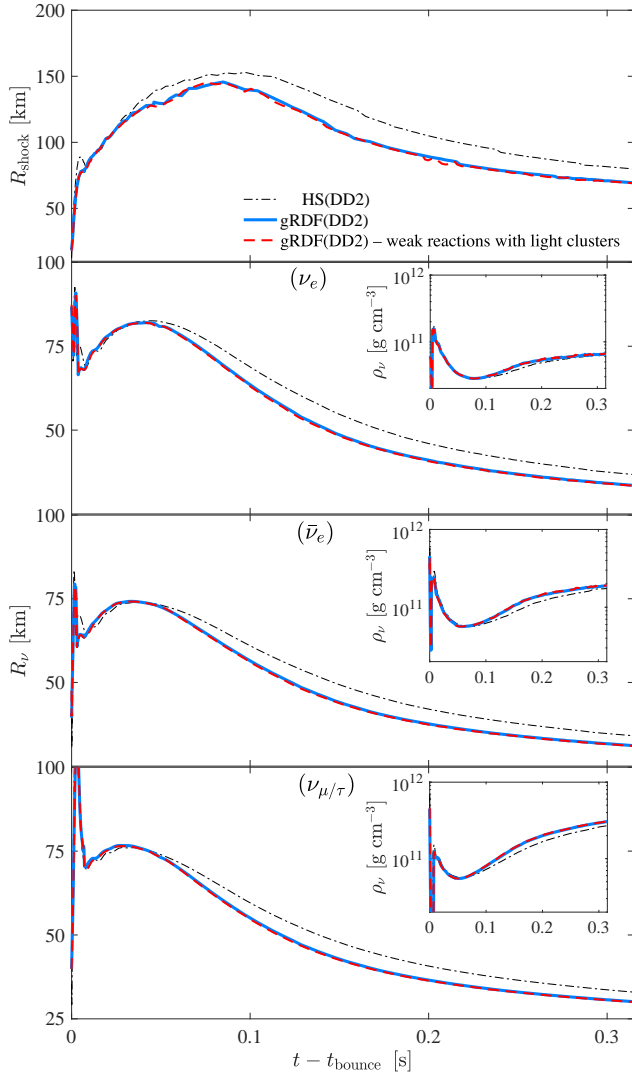 200
150
100
50
R_shock [km]
HS(DD2)
gRDF(DD2)
gRDF(DD2) – weak reactions with light clusters
100
75
50
(ν_e)
10^12
10^11
ρ_ν [g cm^−3]
0 0.1 0.2 0.3
100
75
50
R_ν [km]
(ν̄_e)
10^12
10^11
ρ_ν [g cm^−3]
0 0.1 0.2 0.3
100
75
50
25
(ν_μ/τ)
10^12
10^11
ρ_ν [g cm^−3]
0 0.1 0.2 0.3
0 0.1 0.2 0.3
t − t_bounce [s]